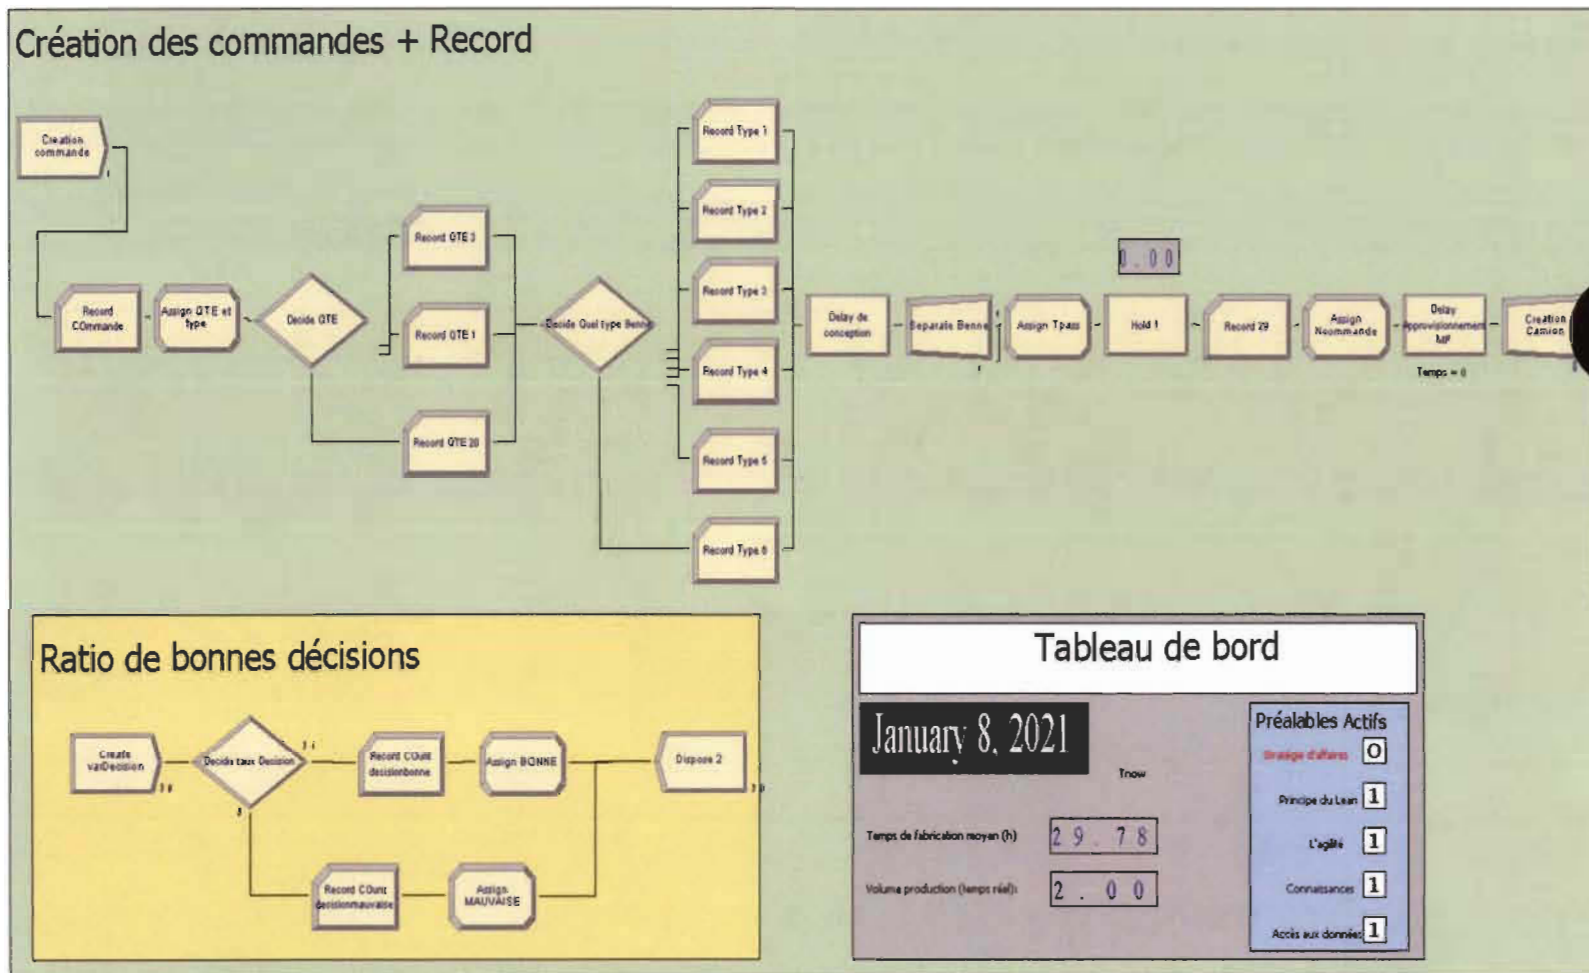 Création des commandes + Record
Creation
commande
Record
COmmande
Assign QTE et
type
Decide QTE
Record QTE 3
Record QTE 1
Record QTE 20
Decide Quel type Benne
Record Type 1
Record Type 2
Record Type 3
Record Type 4
Record Type 5
Record Type 6
Delay de
conception
Separate Benne
Assign Tpass
0.00
Hold 1
Record 29
Assign
Ncommande
Delay
Approvisionnement
MP
Temps = 0
Creation
Camion
Ratio de bonnes décisions
Create
varDecision
Decide taux Decision
Record COunt
decisionbonne
Assign BONNE
Dispose 2
Record COunt
decisionmauvaise
Assign
MAUVAISE
Tableau de bord
January 8, 2021
Tnow
Temps de fabrication moyen (h)
29.78
Volume production (temps réel):
2.00
Préalables Actifs
Stratégie d'affaires 0
Principe du Lean 1
L'agilité 1
Connaissances 1
Accès aux données 1